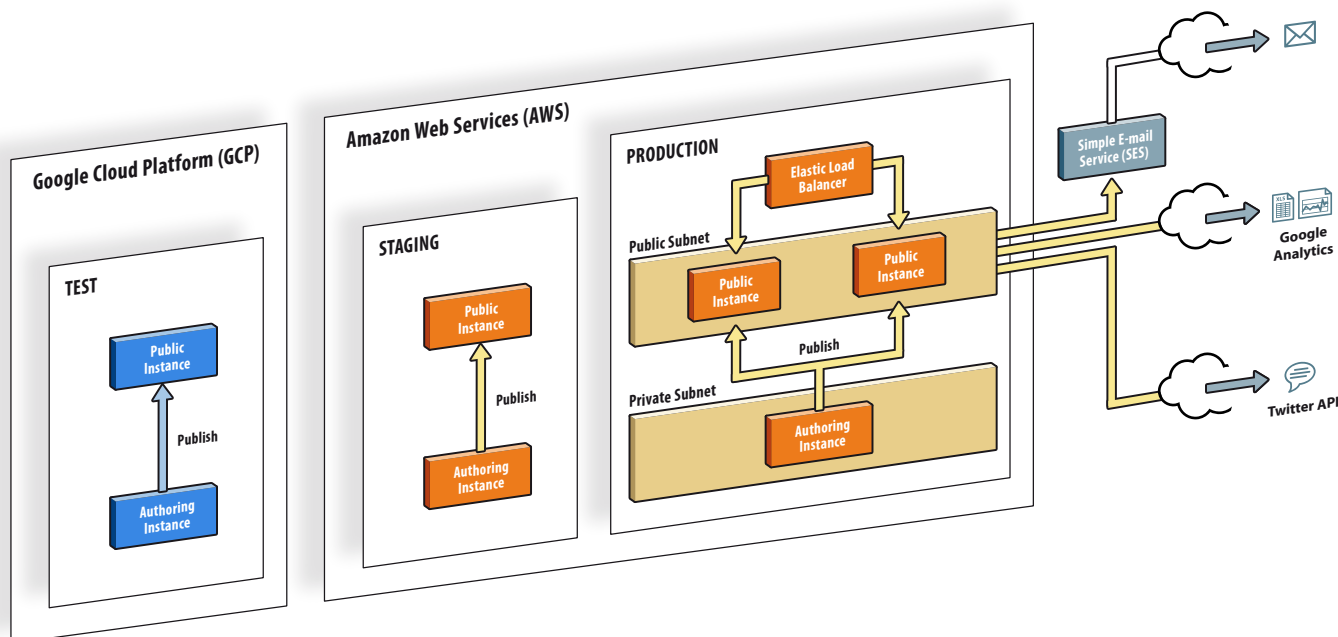 Google Cloud Platform (GCP)
TEST
Public
Instance
Publish
Authoring
Instance
Amazon Web Services (AWS)
STAGING
Public
Instance
Publish
Authoring
Instance
PRODUCTION
Elastic Load
Balancer
Public Subnet
Public
Instance
Public
Instance
Publish
Private Subnet
Authoring
Instance
Simple E-mail
Service (SES)
XLS
Google
Analytics
Twitter API